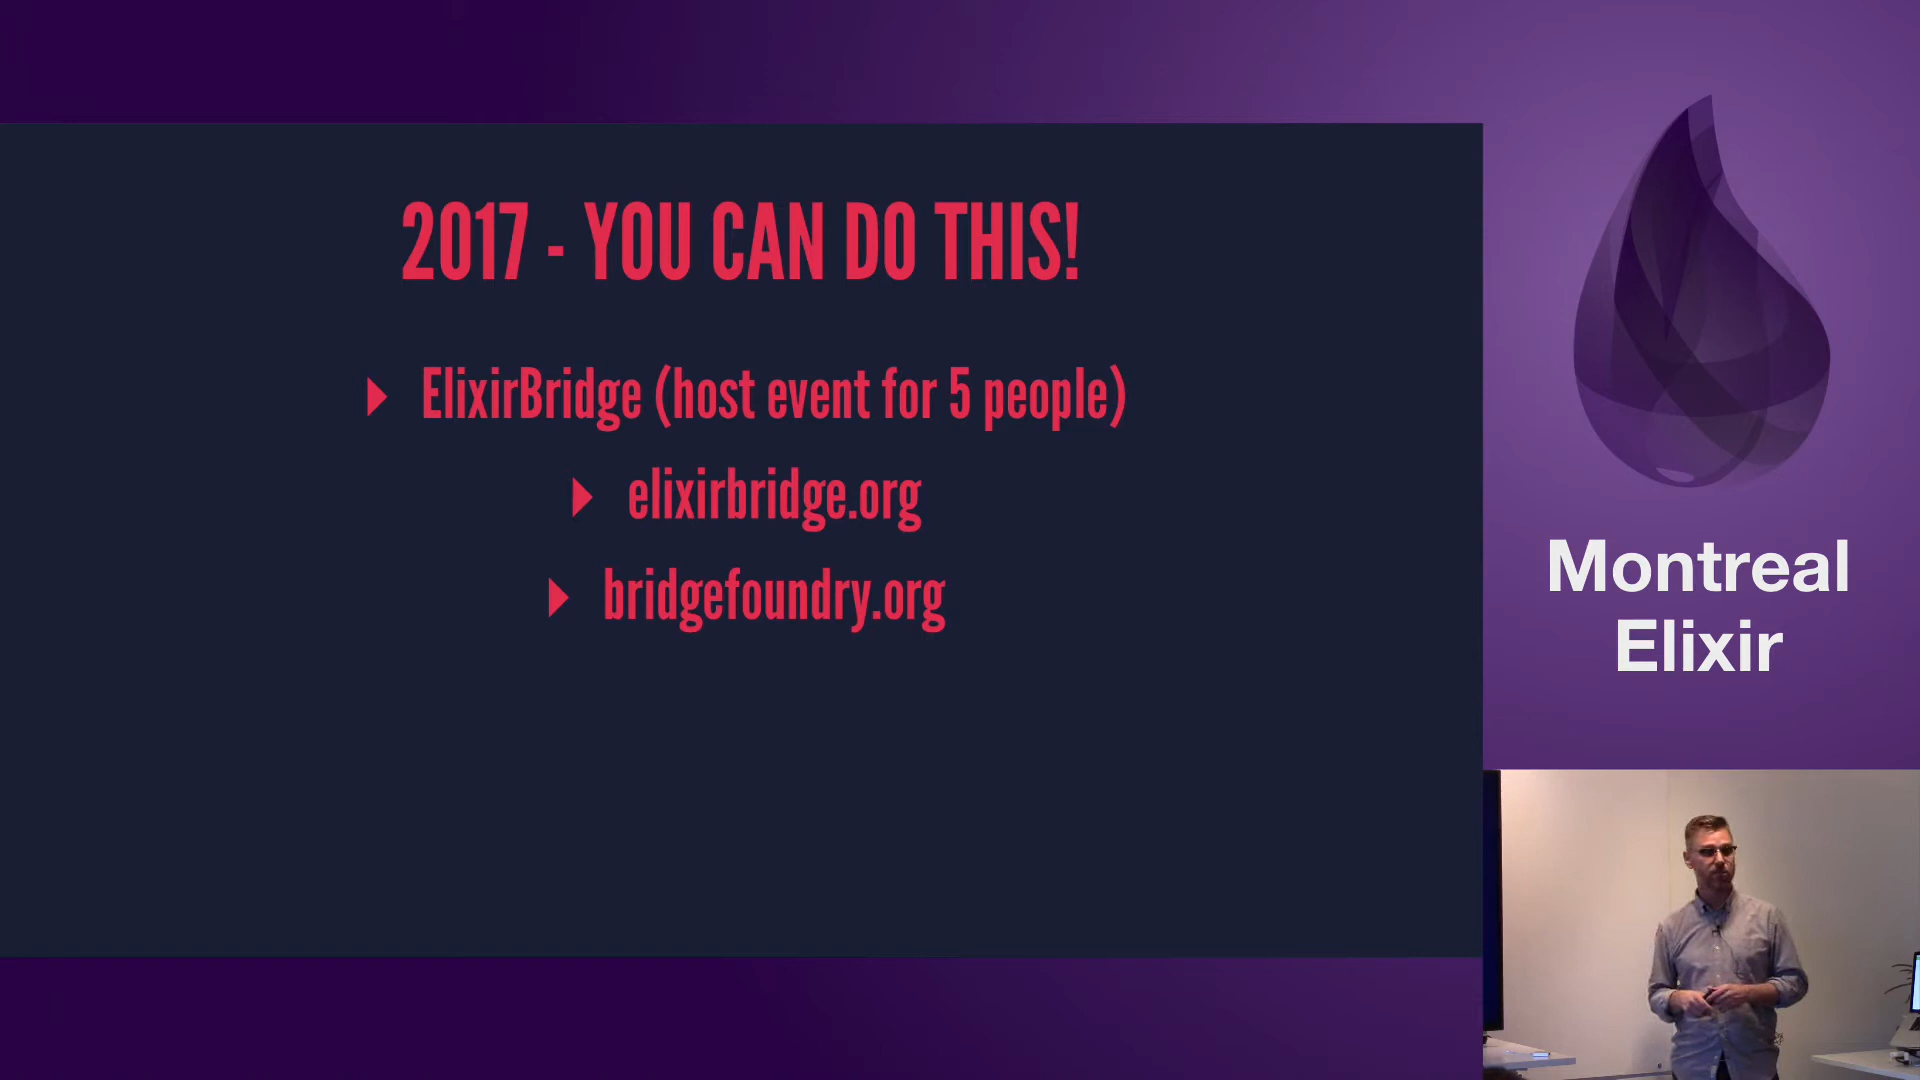 2017 - YOU CAN DO THIS!
ElixirBridge (host event for 5 people)
elixirbridge.org
bridgefoundry.org
Montreal
Elixir